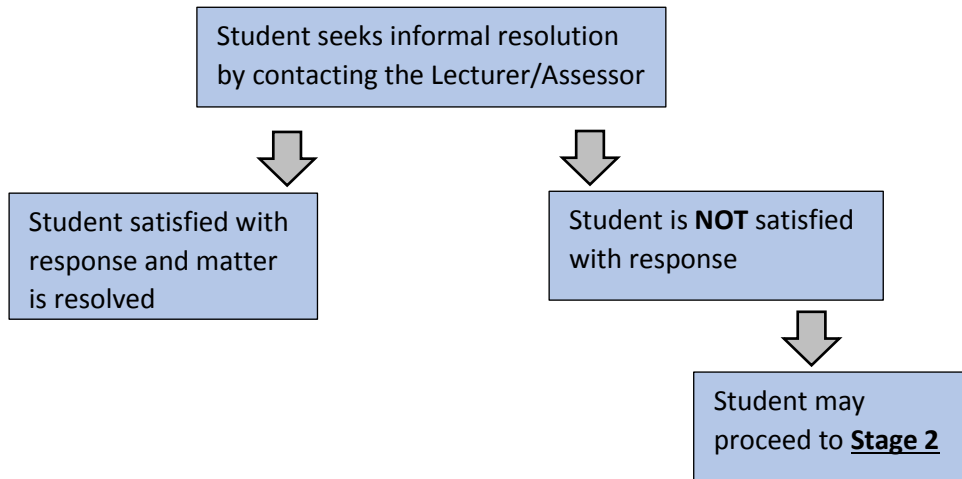 Student seeks informal resolution
by contacting the Lecturer/Assessor
Student satisfied with
response and matter
is resolved
Student is NOT satisfied
with response
Student may
proceed to Stage 2